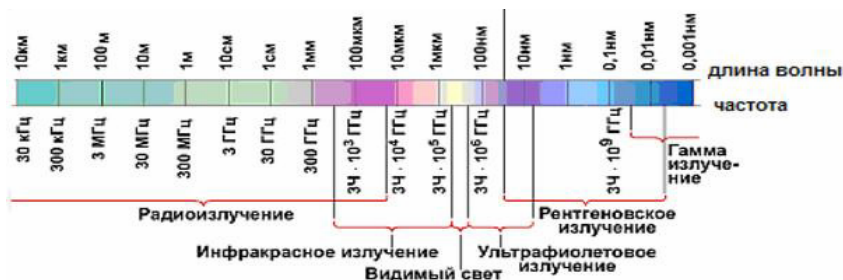 10км 1км 100 м 10м 1м 10см 1см 1мм 100мкм 10мкм 1мкм 100нм 10нм 1нм 0,1нм 0,01нм 0,001нм
длина волны
частота
30 кГц 300 кГц 3 МГц 30 МГц 300 МГц 3 ГГц 30 ГГц 300 ГГц 3Ч · 10³ ГГц 3Ч · 10⁴ ГГц 3Ч · 10⁵ ГГц 3Ч · 10⁶ ГГц 3Ч · 10⁹ ГГц
Гамма
излуче-
ние
Радиоизлучение
Рентгеновское
излучение
Инфракрасное излучение
Ультрафиолетовое
излучение
Видимый свет